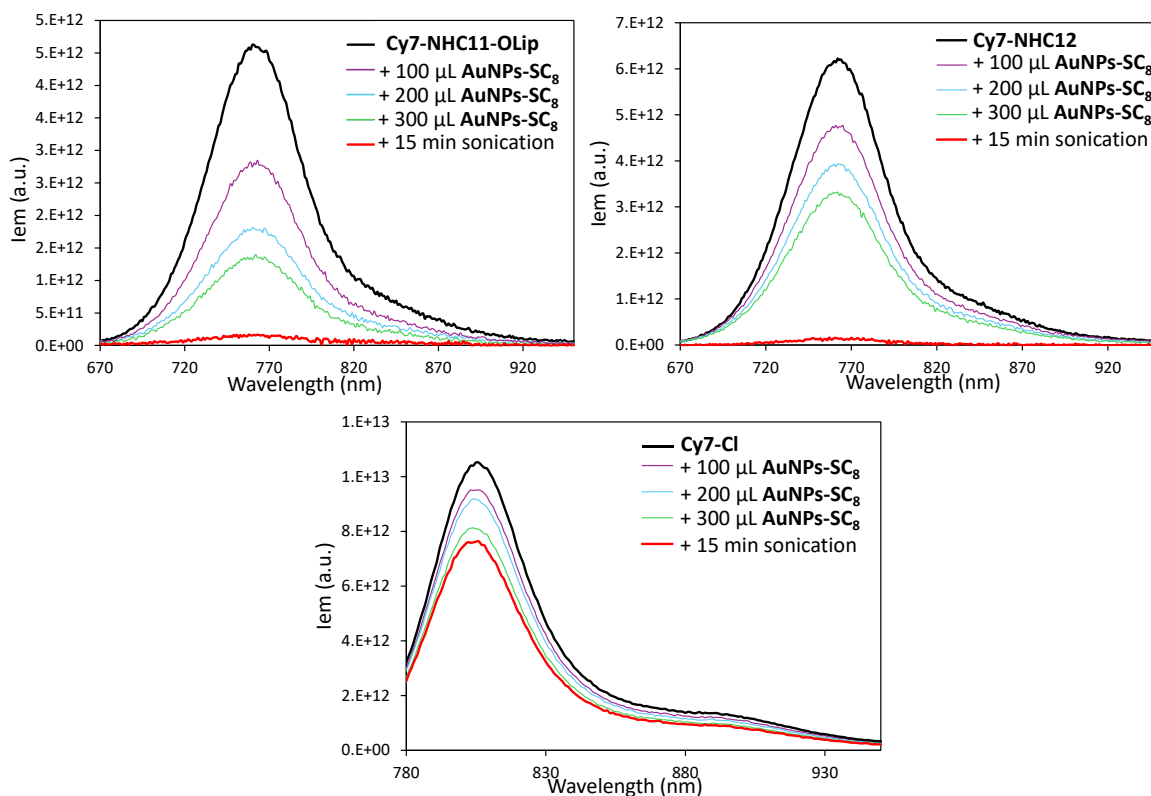 5.E+12
5.E+12
4.E+12
4.E+12
3.E+12
3.E+12
2.E+12
2.E+12
1.E+12
5.E+11
0.E+00
Iem (a.u.)
670 720 770 820 870 920
Wavelength (nm)
Cy7-NHC11-OLip
+ 100 µL AuNPs-SC8
+ 200 µL AuNPs-SC8
+ 300 µL AuNPs-SC8
+ 15 min sonication
7.E+12
6.E+12
5.E+12
4.E+12
3.E+12
2.E+12
1.E+12
0.E+00
Iem (a.u.)
670 720 770 820 870 920
Wavelength (nm)
Cy7-NHC12
+ 100 µL AuNPs-SC8
+ 200 µL AuNPs-SC8
+ 300 µL AuNPs-SC8
+ 15 min sonication
1.E+13
1.E+13
8.E+12
6.E+12
4.E+12
2.E+12
0.E+00
Iem (a.u.)
780 830 880 930
Wavelength (nm)
Cy7-Cl
+ 100 µL AuNPs-SC8
+ 200 µL AuNPs-SC8
+ 300 µL AuNPs-SC8
+ 15 min sonication